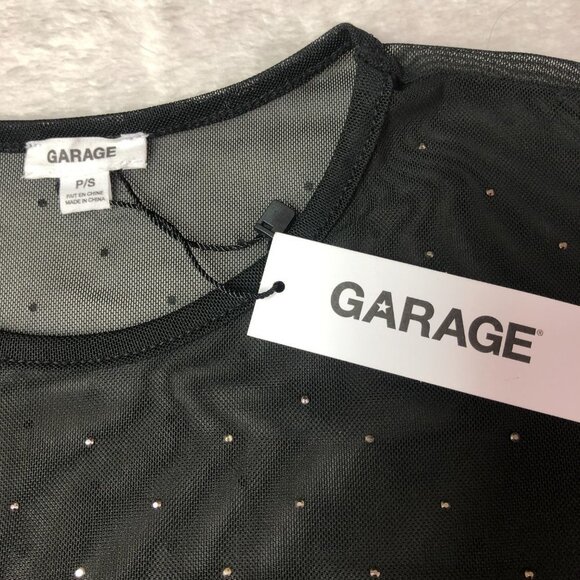 GARAGE
P/S
FAIT EN CHINE
MADE IN CHINA
GARAGE®